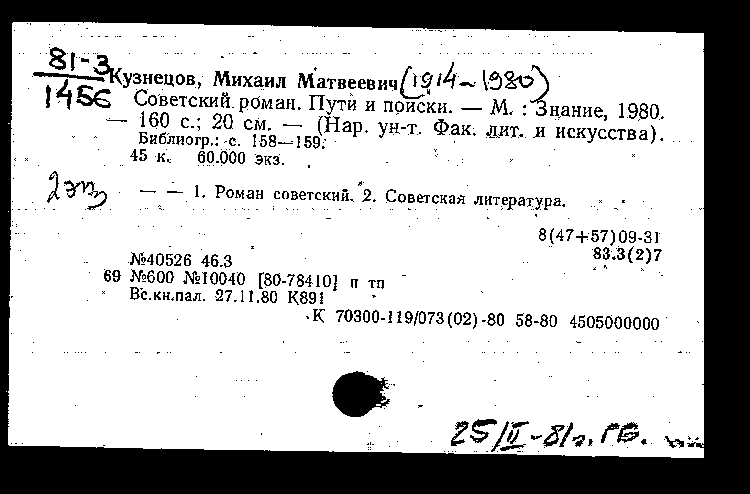 81-3
1456
Кузнецов, Михаил Матвеевич (1914-1980)
Советский роман. Пути и поиски. — М. : Знание, 1980.
— 160 с.; 20 см. — (Нар. ун-т. Фак. лит. и искусства).
Библиогр.: с. 158—159.
45 к. 60.000 экз.
2 экз
— — 1. Роман советский. 2. Советская литература.
8(47+57)09-31
83.3(2)7
№40526 46.3
69 №600 №10040 [80-78410] п тп
Вс.кн.пал. 27.11.80 К891
К 70300-119/073(02)-80 58-80 4505000000
25/II-81г. ГБ.